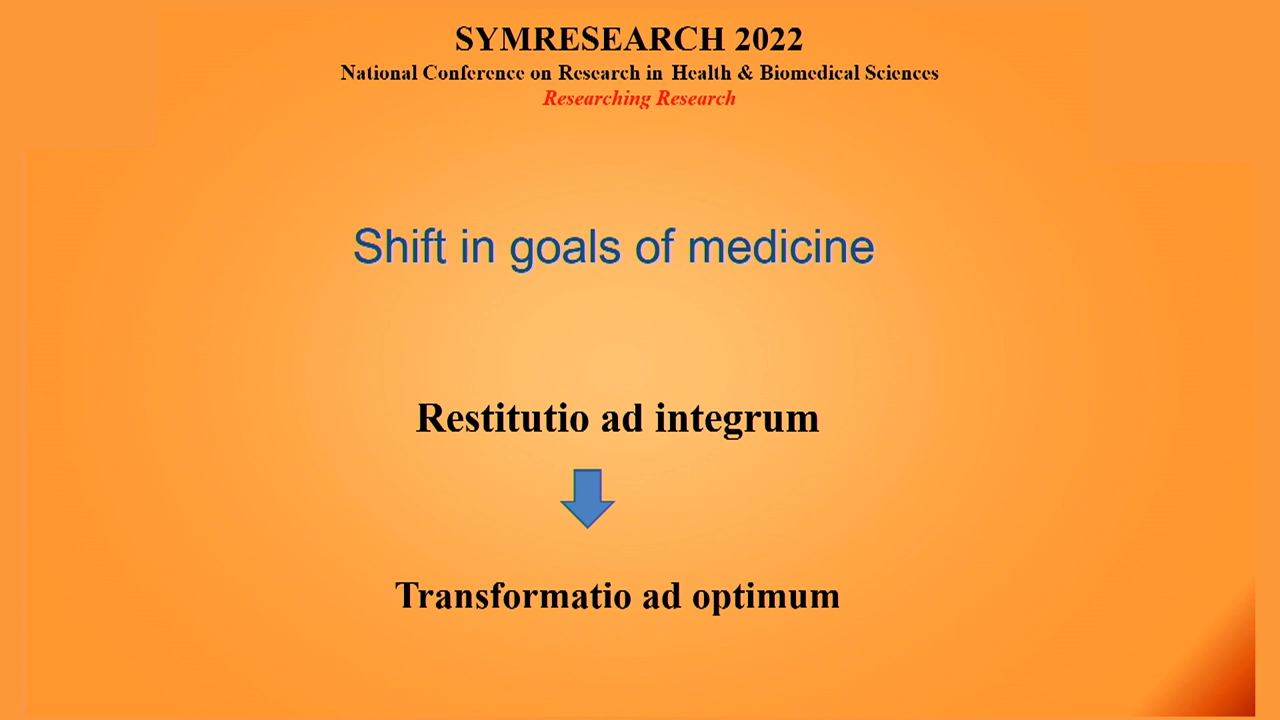 SYMRESEARCH 2022
National Conference on Research in Health & Biomedical Sciences
Researching Research
Shift in goals of medicine
Restitutio ad integrum
Transformatio ad optimum